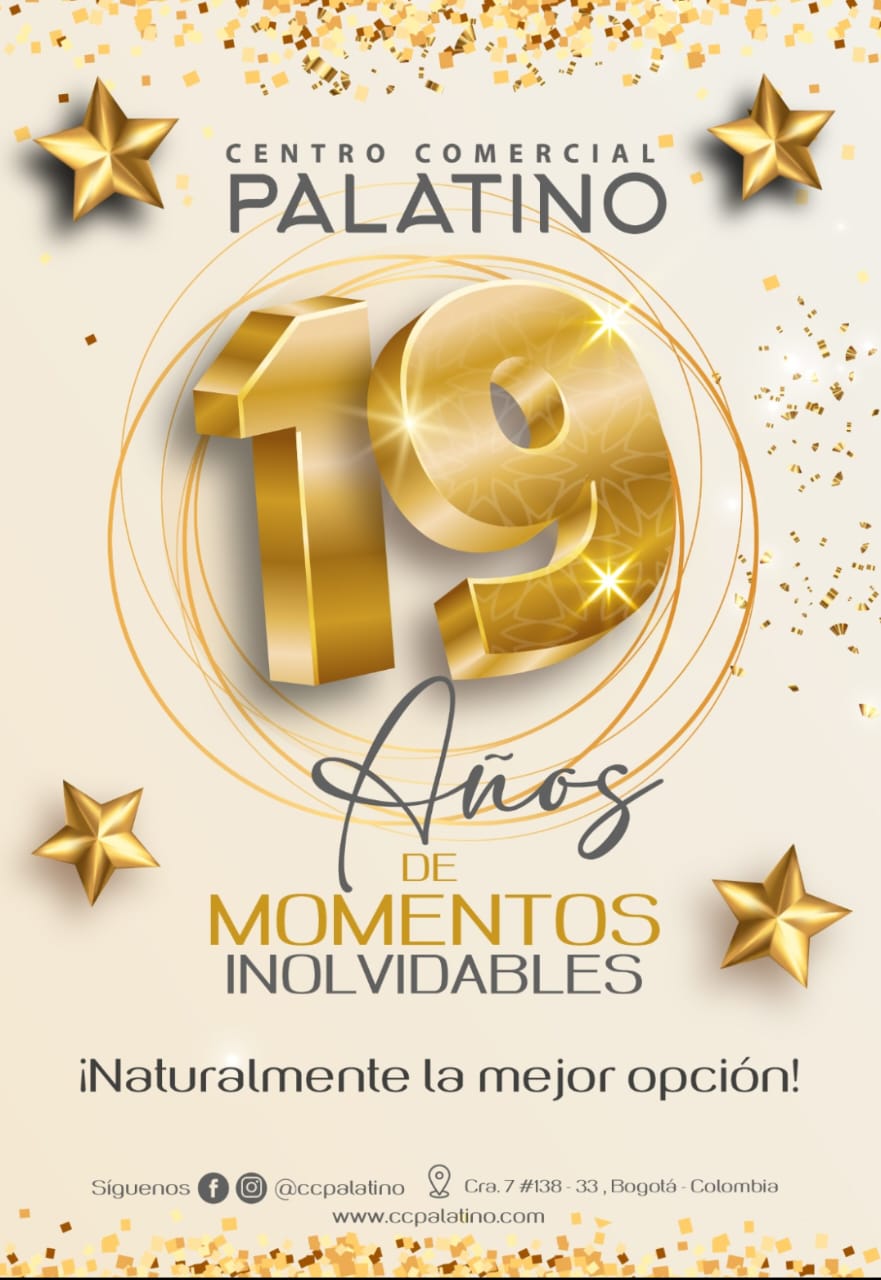 CENTRO COMERCIAL
PALATINO
19
Años
DE
MOMENTOS
INOLVIDABLES
¡Naturalmente la mejor opción!
Síguenos @ccpalatino Cra. 7 #138 - 33 , Bogotá - Colombia
www.ccpalatino.com